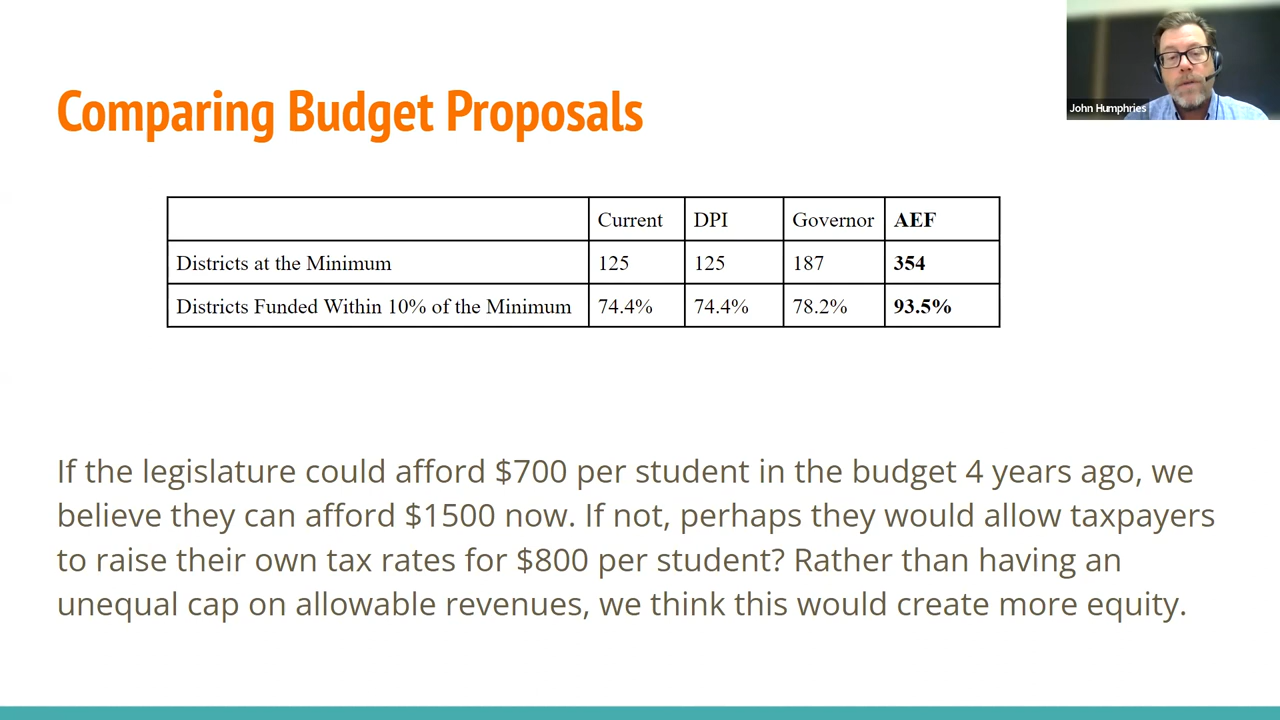 John Humphries
Comparing Budget Proposals
Current DPI Governor AEF
Districts at the Minimum 125 125 187 354
Districts Funded Within 10% of the Minimum 74.4% 74.4% 78.2% 93.5%
If the legislature could afford $700 per student in the budget 4 years ago, we
believe they can afford $1500 now. If not, perhaps they would allow taxpayers
to raise their own tax rates for $800 per student? Rather than having an
unequal cap on allowable revenues, we think this would create more equity.